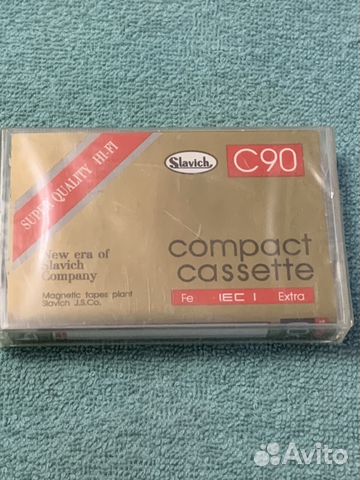 SUPER QUALITY HI-FI
Slavich
C90
New era of
Slavich
Company
compact
cassette
Magnetic tapes plant
Slavich J.S.Co.
Fe IEC I Extra
Avito